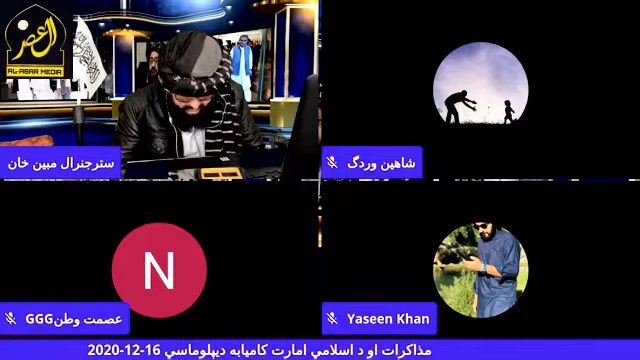 العصر
AL-ASAR MEDIA
سترجنرال مبین خان
شاهین وردگ
N
عصمت وطنGGG
Yaseen Khan
مذاکرات او د اسلامي امارت کامیابه دیپلوماسي 16-12-2020